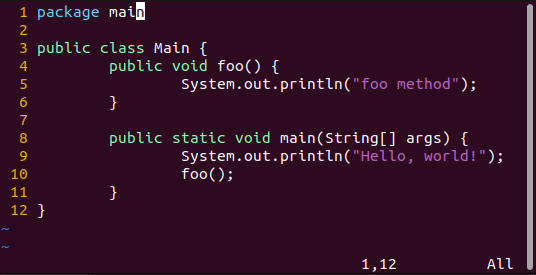 1 package main
2
3 public class Main {
4         public void foo() {
5                 System.out.println("foo method");
6         }
7
8         public static void main(String[] args) {
9                 System.out.println("Hello, world!");
10                 foo();
11         }
12 }
~
~
1,12 All